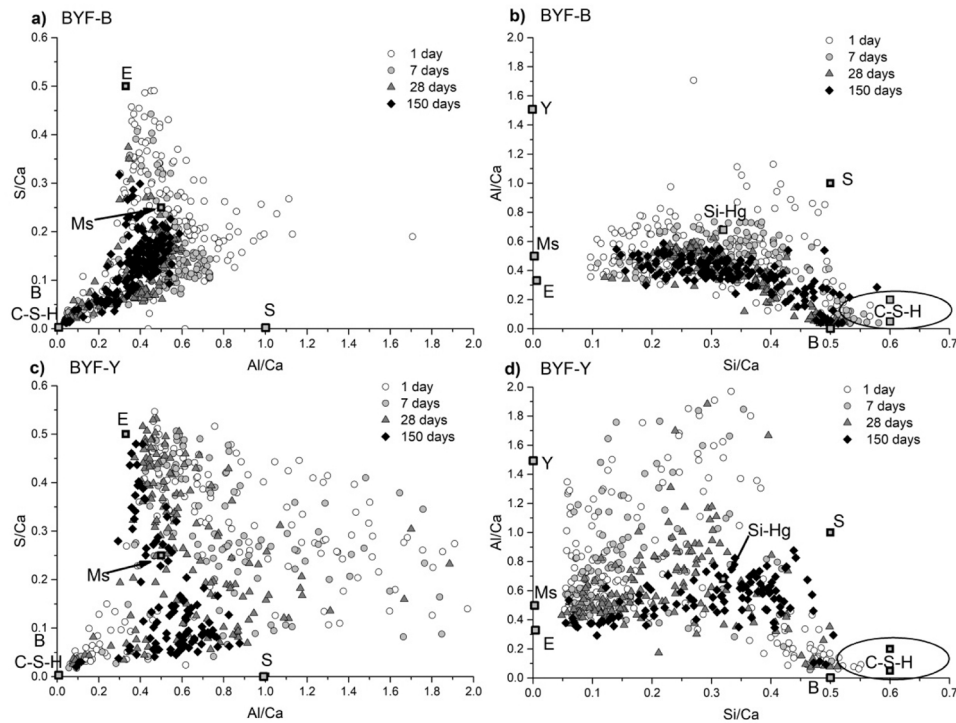 a) BYF-B
0.6
0.5
0.4
0.3
0.2
0.1
0.0
S/Ca
E
Ms
B
C-S-H
S
1 day
7 days
28 days
150 days
0.0 0.2 0.4 0.6 0.8 1.0 1.2 1.4 1.6 1.8 2.0
Al/Ca
b) BYF-B
2.0
1.8
1.6
1.4
1.2
1.0
0.8
0.6
0.4
0.2
0.0
Al/Ca
Y
Ms
E
Si-Hg
S
C-S-H
B
1 day
7 days
28 days
150 days
0.0 0.1 0.2 0.3 0.4 0.5 0.6 0.7
Si/Ca
c) BYF-Y
0.6
0.5
0.4
0.3
0.2
0.1
0.0
S/Ca
E
Ms
B
C-S-H
S
1 day
7 days
28 days
150 days
0.0 0.2 0.4 0.6 0.8 1.0 1.2 1.4 1.6 1.8 2.0
Al/Ca
d) BYF-Y
2.0
1.8
1.6
1.4
1.2
1.0
0.8
0.6
0.4
0.2
0.0
Al/Ca
Y
Ms
E
Si-Hg
S
C-S-H
B
1 day
7 days
28 days
150 days
0.0 0.1 0.2 0.3 0.4 0.5 0.6 0.7
Si/Ca